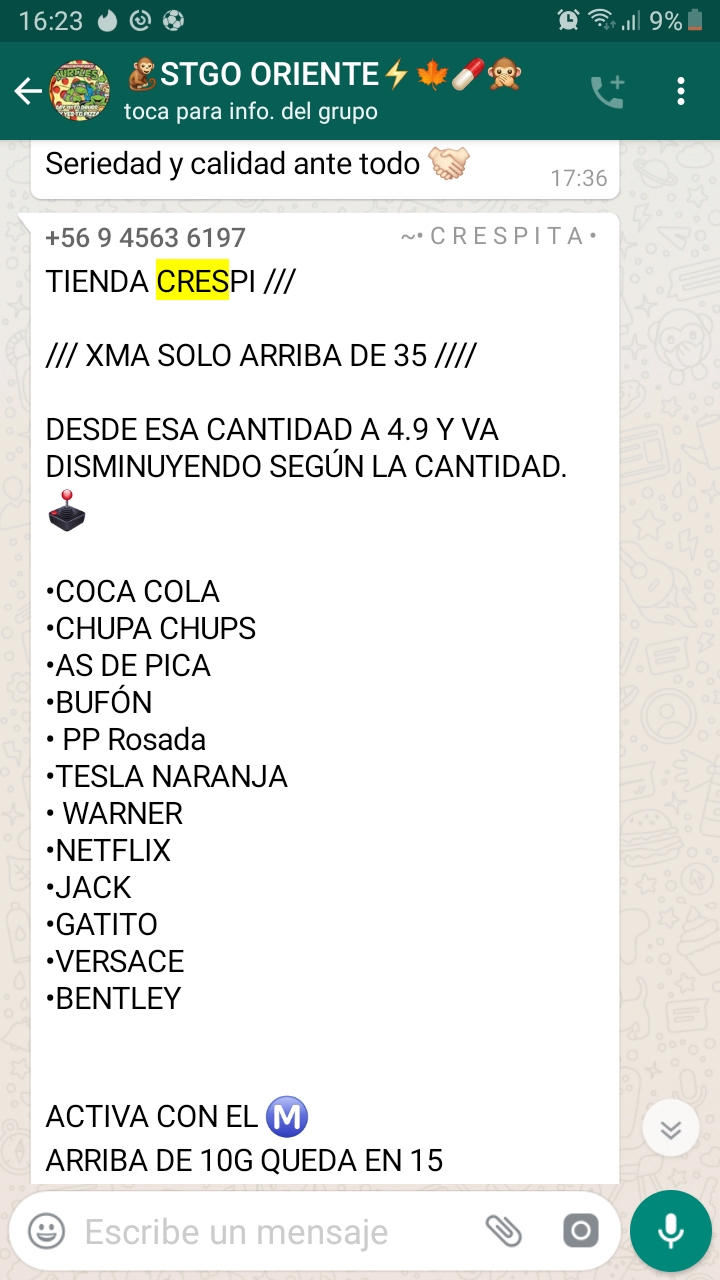 16:23
9%
STGO ORIENTE
toca para info. del grupo
Seriedad y calidad ante todo
17:36
+56 9 4563 6197
~•CRESPITA•
TIENDA CRESPI ///
/// XMA SOLO ARRIBA DE 35 ////
DESDE ESA CANTIDAD A 4.9 Y VA
DISMINUYENDO SEGÚN LA CANTIDAD.
•COCA COLA
•CHUPA CHUPS
•AS DE PICA
•BUFÓN
• PP Rosada
•TESLA NARANJA
• WARNER
•NETFLIX
•JACK
•GATITO
•VERSACE
•BENTLEY
ACTIVA CON EL Ⓜ️
ARRIBA DE 10G QUEDA EN 15
Escribe un mensaje